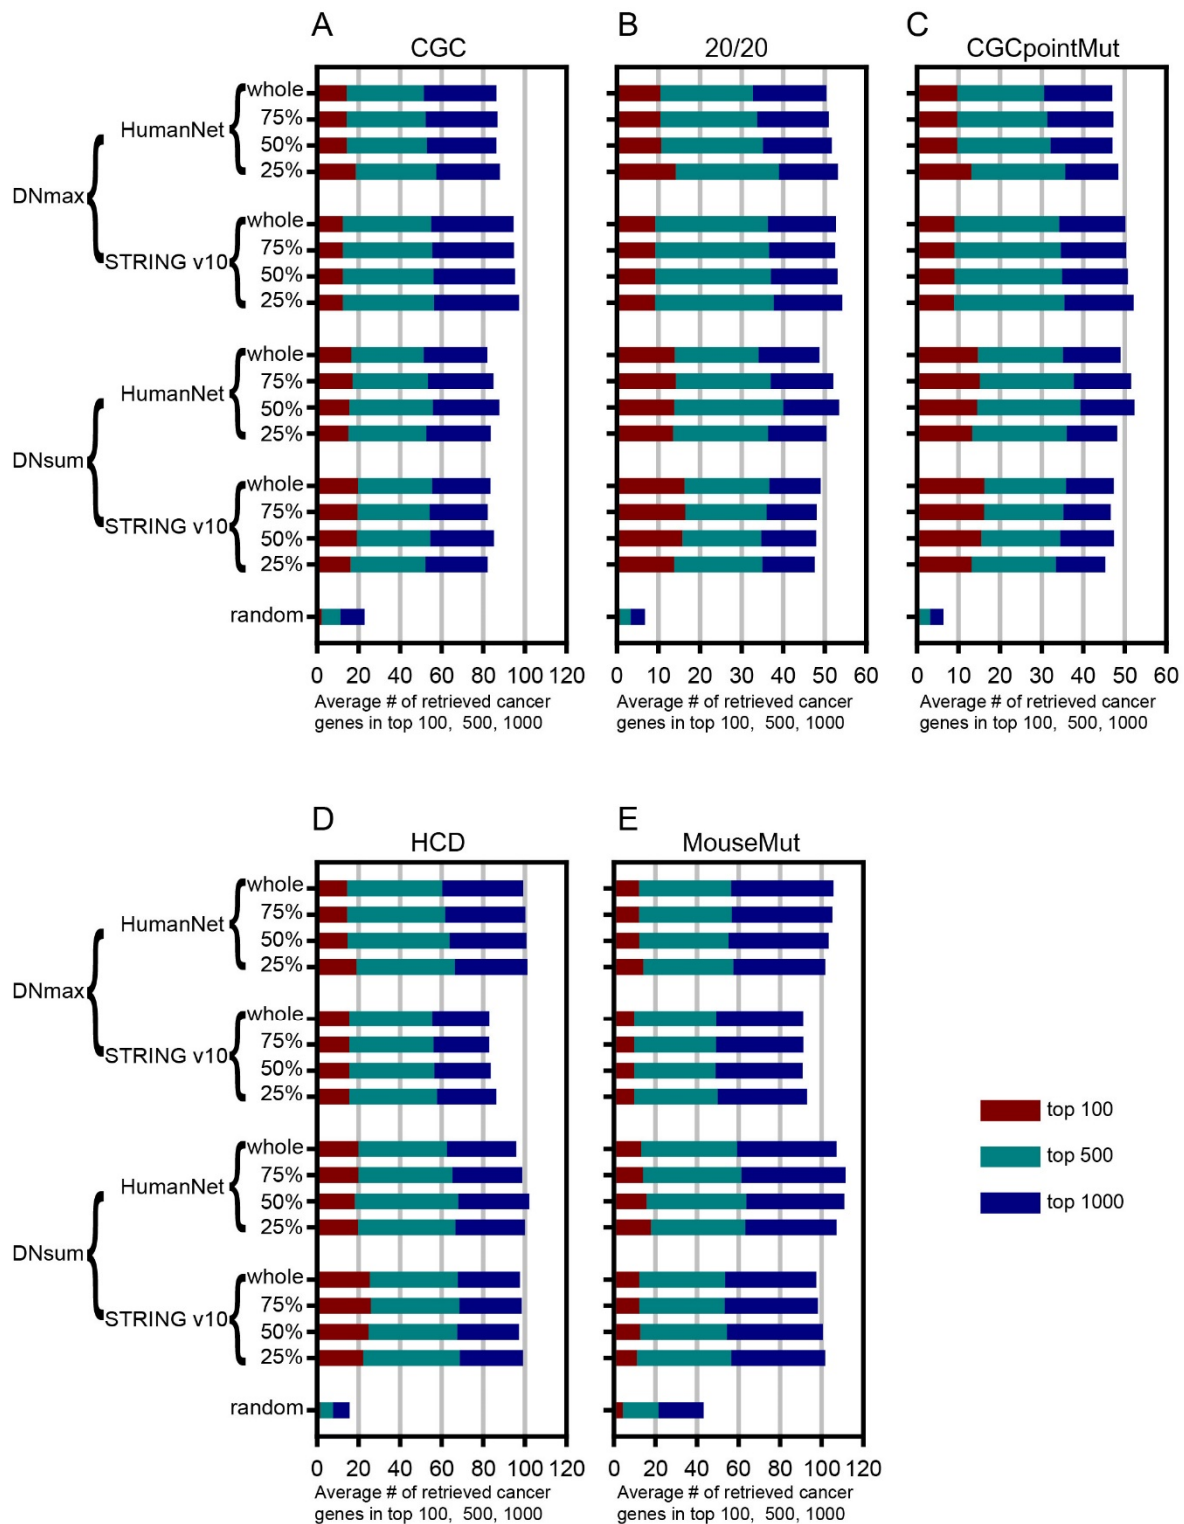 A
B
C
CGC
20/20
CGCpointMut
DNmax
HumanNet
whole
75%
50%
25%
STRING v10
whole
75%
50%
25%
DNsum
HumanNet
whole
75%
50%
25%
STRING v10
whole
75%
50%
25%
random
0 20 40 60 80 100 120
0 10 20 30 40 50 60
0 10 20 30 40 50 60
Average # of retrieved cancer
genes in top 100, 500, 1000
Average # of retrieved cancer
genes in top 100, 500, 1000
Average # of retrieved cancer
genes in top 100, 500, 1000
D
E
HCD
MouseMut
DNmax
HumanNet
whole
75%
50%
25%
STRING v10
whole
75%
50%
25%
DNsum
HumanNet
whole
75%
50%
25%
STRING v10
whole
75%
50%
25%
random
0 20 40 60 80 100 120
0 20 40 60 80 100 120
Average # of retrieved cancer
genes in top 100, 500, 1000
Average # of retrieved cancer
genes in top 100, 500, 1000
top 100
top 500
top 1000